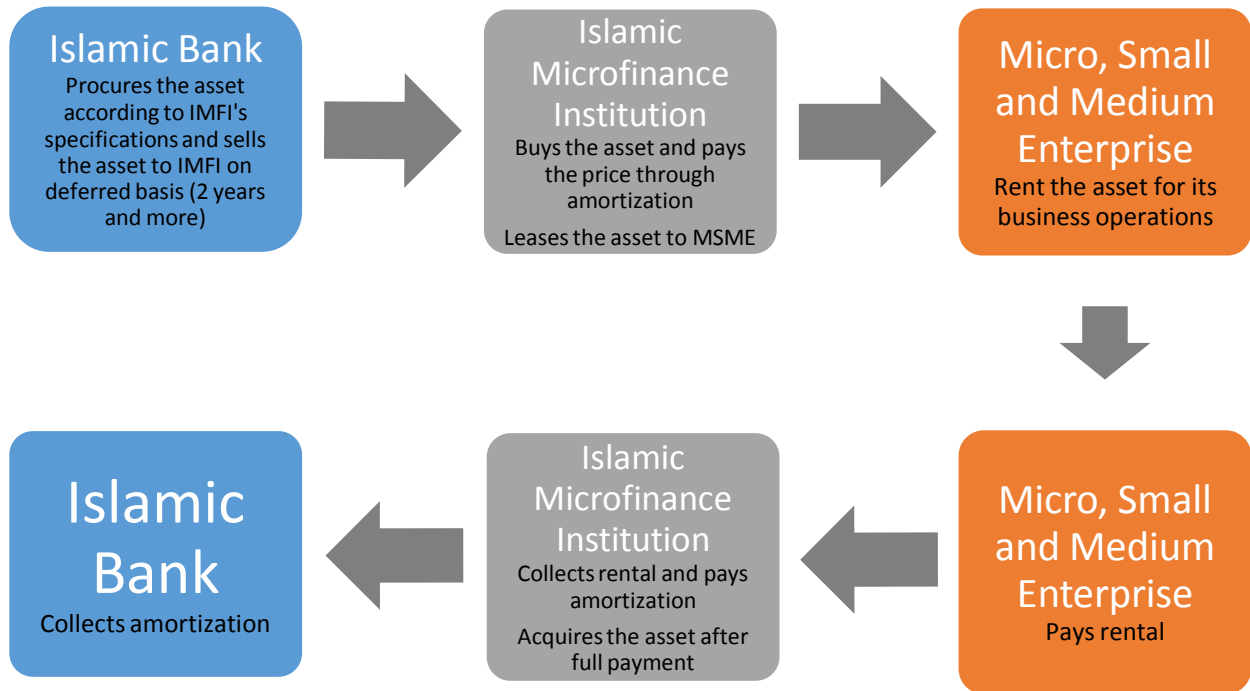 Islamic Bank
Procures the asset
according to IMFI's
specifications and sells
the asset to IMFI on
deferred basis (2 years
and more)
Islamic
Microfinance
Institution
Buys the asset and pays
the price through
amortization
Leases the asset to MSME
Micro, Small
and Medium
Enterprise
Rent the asset for its
business operations
Islamic
Bank
Collects amortization
Islamic
Microfinance
Institution
Collects rental and pays
amortization
Acquires the asset after
full payment
Micro, Small
and Medium
Enterprise
Pays rental